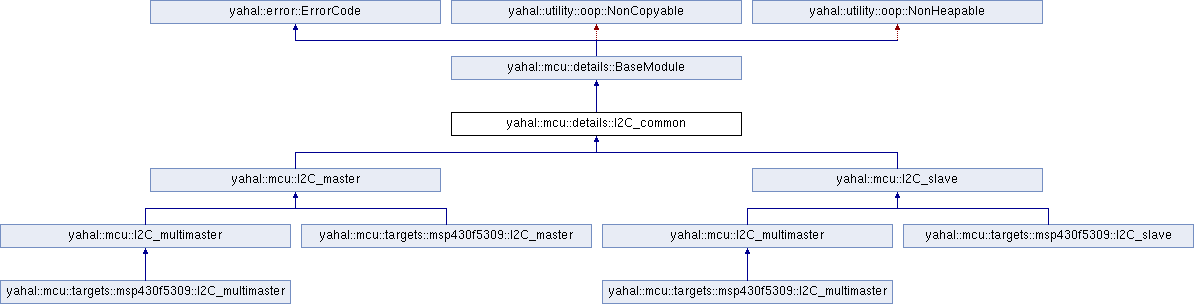 yahal::error::ErrorCode
yahal::utility::oop::NonCopyable
yahal::utility::oop::NonHeapable
yahal::mcu::details::BaseModule
yahal::mcu::details::I2C_common
yahal::mcu::I2C_master
yahal::mcu::I2C_slave
yahal::mcu::I2C_multimaster
yahal::mcu::targets::msp430f5309::I2C_master
yahal::mcu::I2C_multimaster
yahal::mcu::targets::msp430f5309::I2C_slave
yahal::mcu::targets::msp430f5309::I2C_multimaster
yahal::mcu::targets::msp430f5309::I2C_multimaster